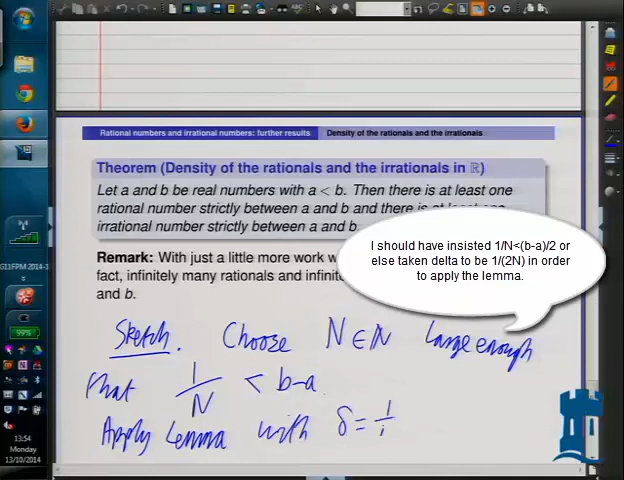 Rational numbers and irrational numbers: further results Density of the rationals and the irrationals
Theorem (Density of the rationals and the irrationals in ℝ)
Let a and b be real numbers with a < b. Then there is at least one
rational number strictly between a and b and there is at least one
irrational number strictly between a and b.
I should have insisted 1/N<(b-a)/2 or
else taken delta to be 1/(2N) in order
to apply the lemma.
Remark: With just a little more work w
fact, infinitely many rationals and infinit
and b.
Sketch. Choose N ∈ ℕ large enough
that 1/N < b-a.
Apply Lemma with δ = 1/
G11FPM 2014-1
99%
13:54
Monday
13/10/2014